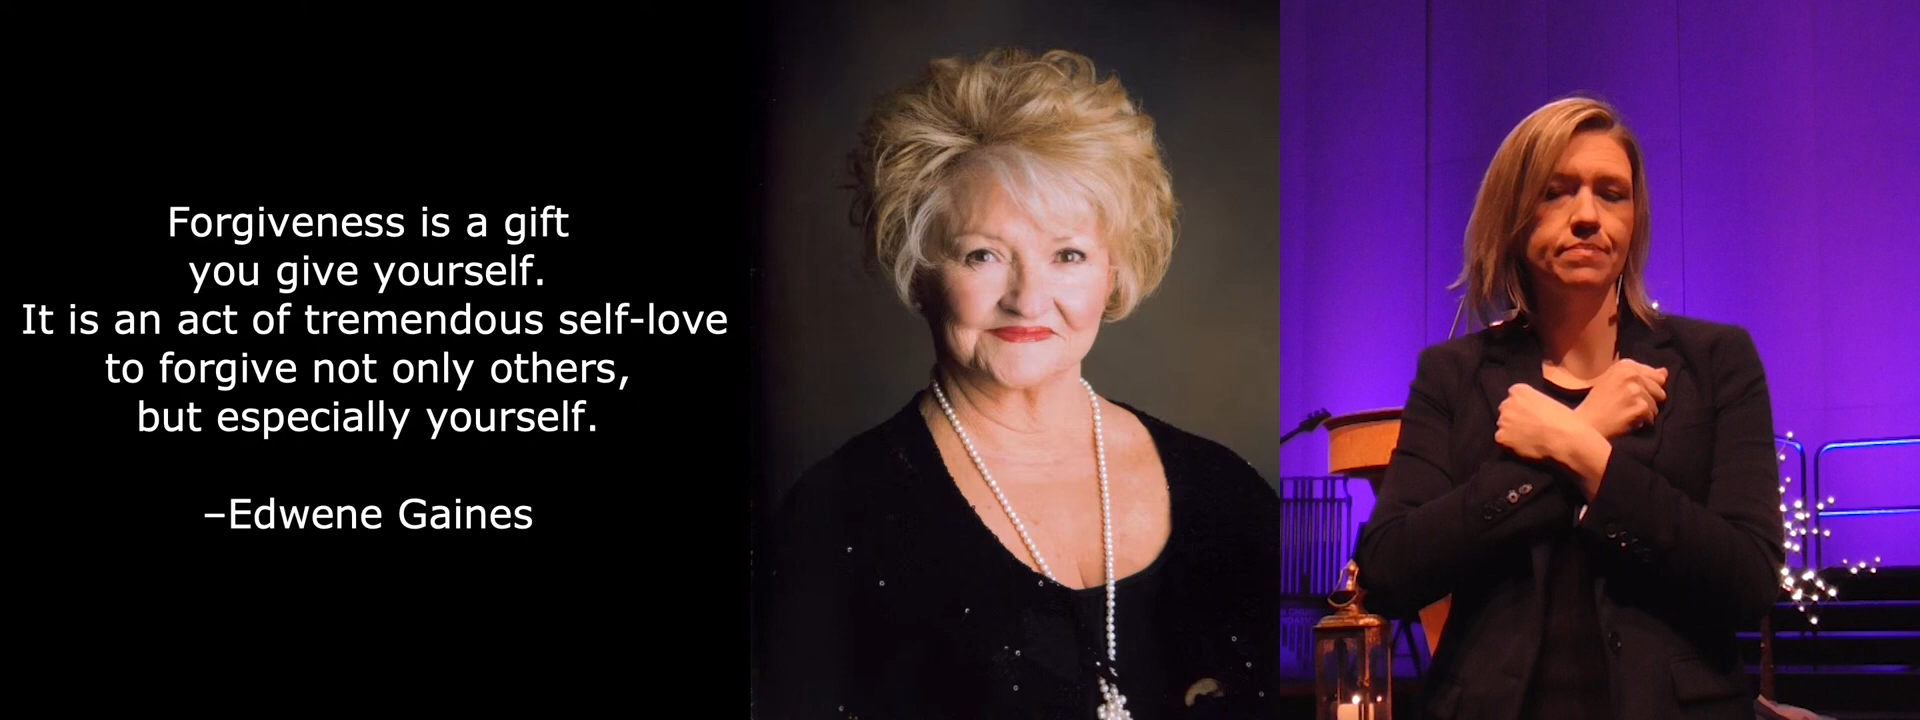 Forgiveness is a gift
you give yourself.
It is an act of tremendous self-love
to forgive not only others,
but especially yourself.
–Edwene Gaines